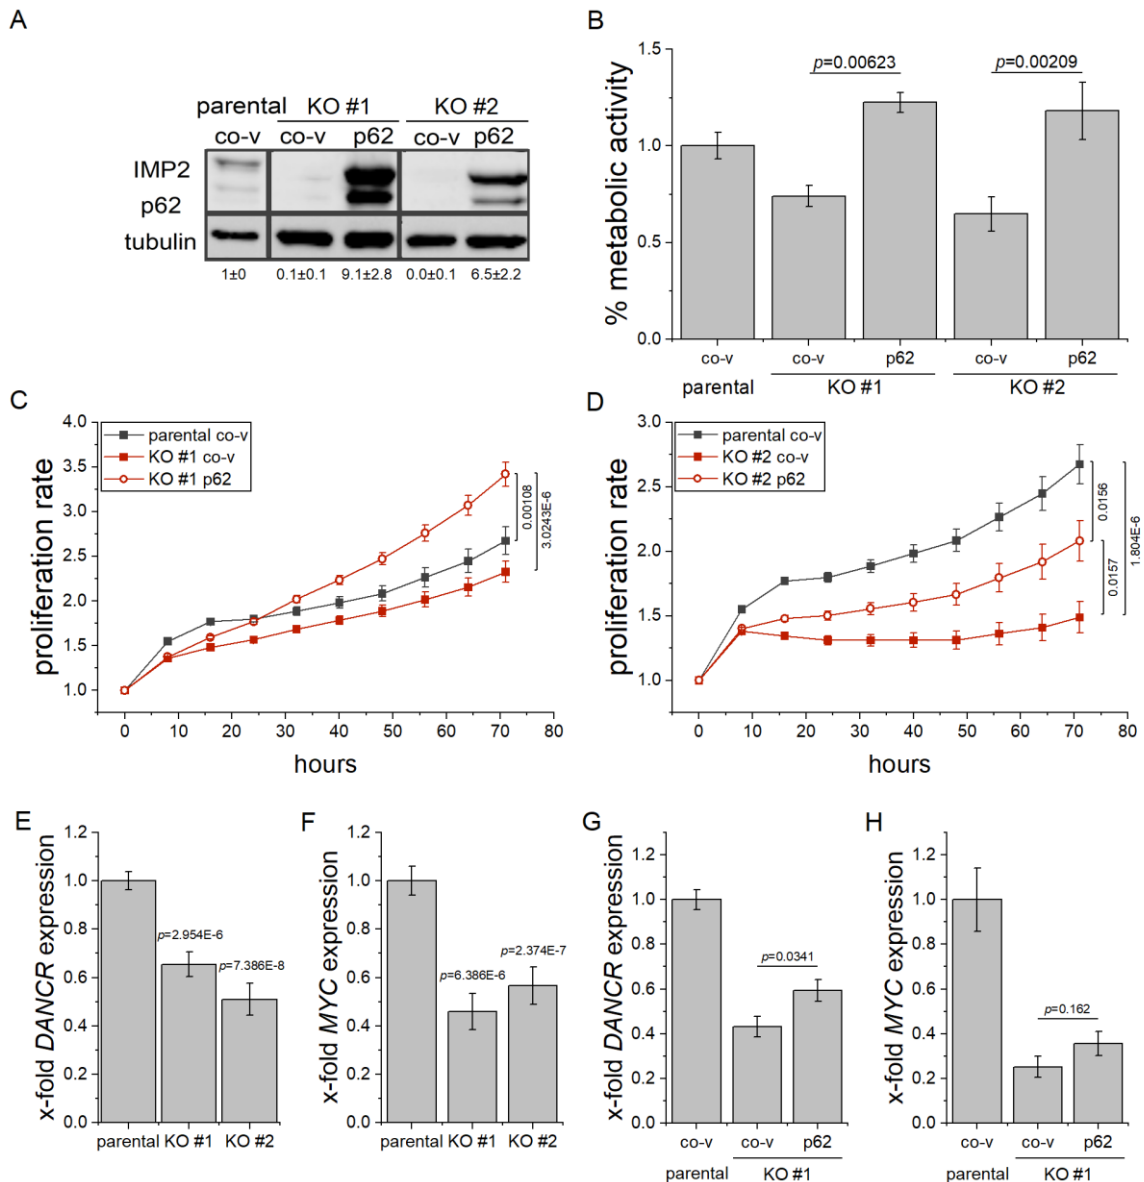 A
parental KO #1 KO #2
co-v co-v p62 co-v p62
IMP2
p62
tubulin
1±0 0.1±0.1 9.1±2.8 0.0±0.1 6.5±2.2
B
% metabolic activity
1.5
1.0
0.5
0.0
p=0.00623
p=0.00209
co-v co-v p62 co-v p62
parental KO #1 KO #2
C
proliferation rate
4.0
3.5
3.0
2.5
2.0
1.5
1.0
parental co-v
KO #1 co-v
KO #1 p62
0.00108
3.0243E-6
0 10 20 30 40 50 60 70 80
hours
D
proliferation rate
3.0
2.5
2.0
1.5
1.0
parental co-v
KO #2 co-v
KO #2 p62
0.0156
0.0157
1.804E-6
0 10 20 30 40 50 60 70 80
hours
E
x-fold DANCR expression
1.2
1.0
0.8
0.6
0.4
0.2
0.0
p=2.954E-6
p=7.386E-8
parental KO #1 KO #2
F
x-fold MYC expression
1.2
1.0
0.8
0.6
0.4
0.2
0.0
p=6.386E-6
p=2.374E-7
parental KO #1 KO #2
G
x-fold DANCR expression
1.2
1.0
0.8
0.6
0.4
0.2
0.0
p=0.0341
co-v co-v p62
parental KO #1
H
x-fold MYC expression
1.2
1.0
0.8
0.6
0.4
0.2
0.0
p=0.162
co-v co-v p62
parental KO #1